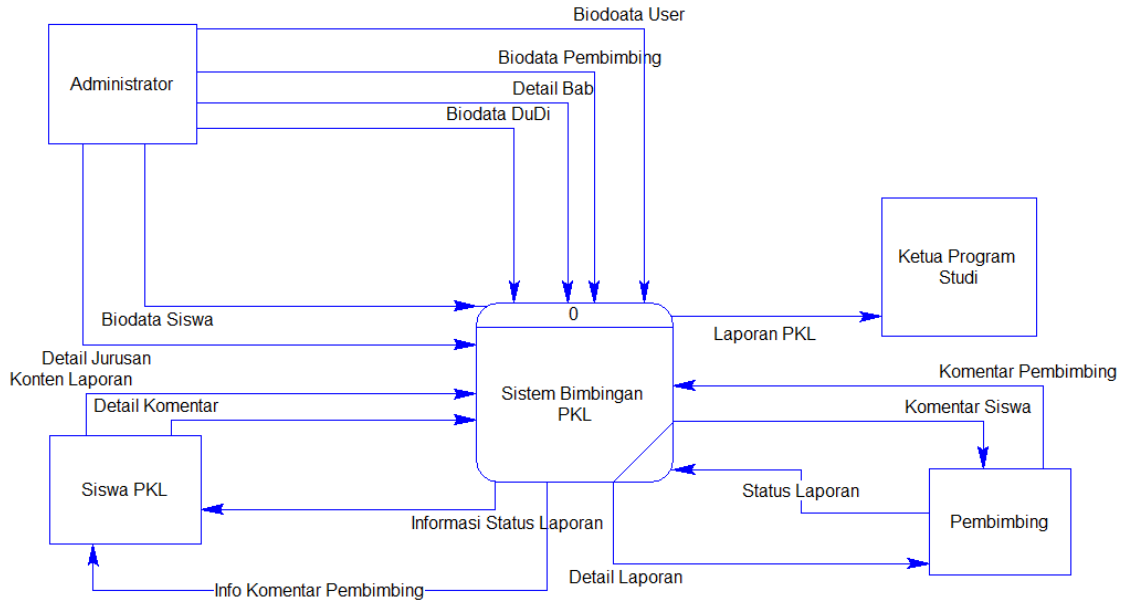 Biodoata User
Biodata Pembimbing
Administrator
Detail Bab
Biodata DuDi
Ketua Program
Studi
0
Biodata Siswa
Laporan PKL
Detail Jurusan
Konten Laporan
Komentar Pembimbing
Detail Komentar
Sistem Bimbingan
PKL
Komentar Siswa
Siswa PKL
Status Laporan
Informasi Status Laporan
Pembimbing
Detail Laporan
Info Komentar Pembimbing